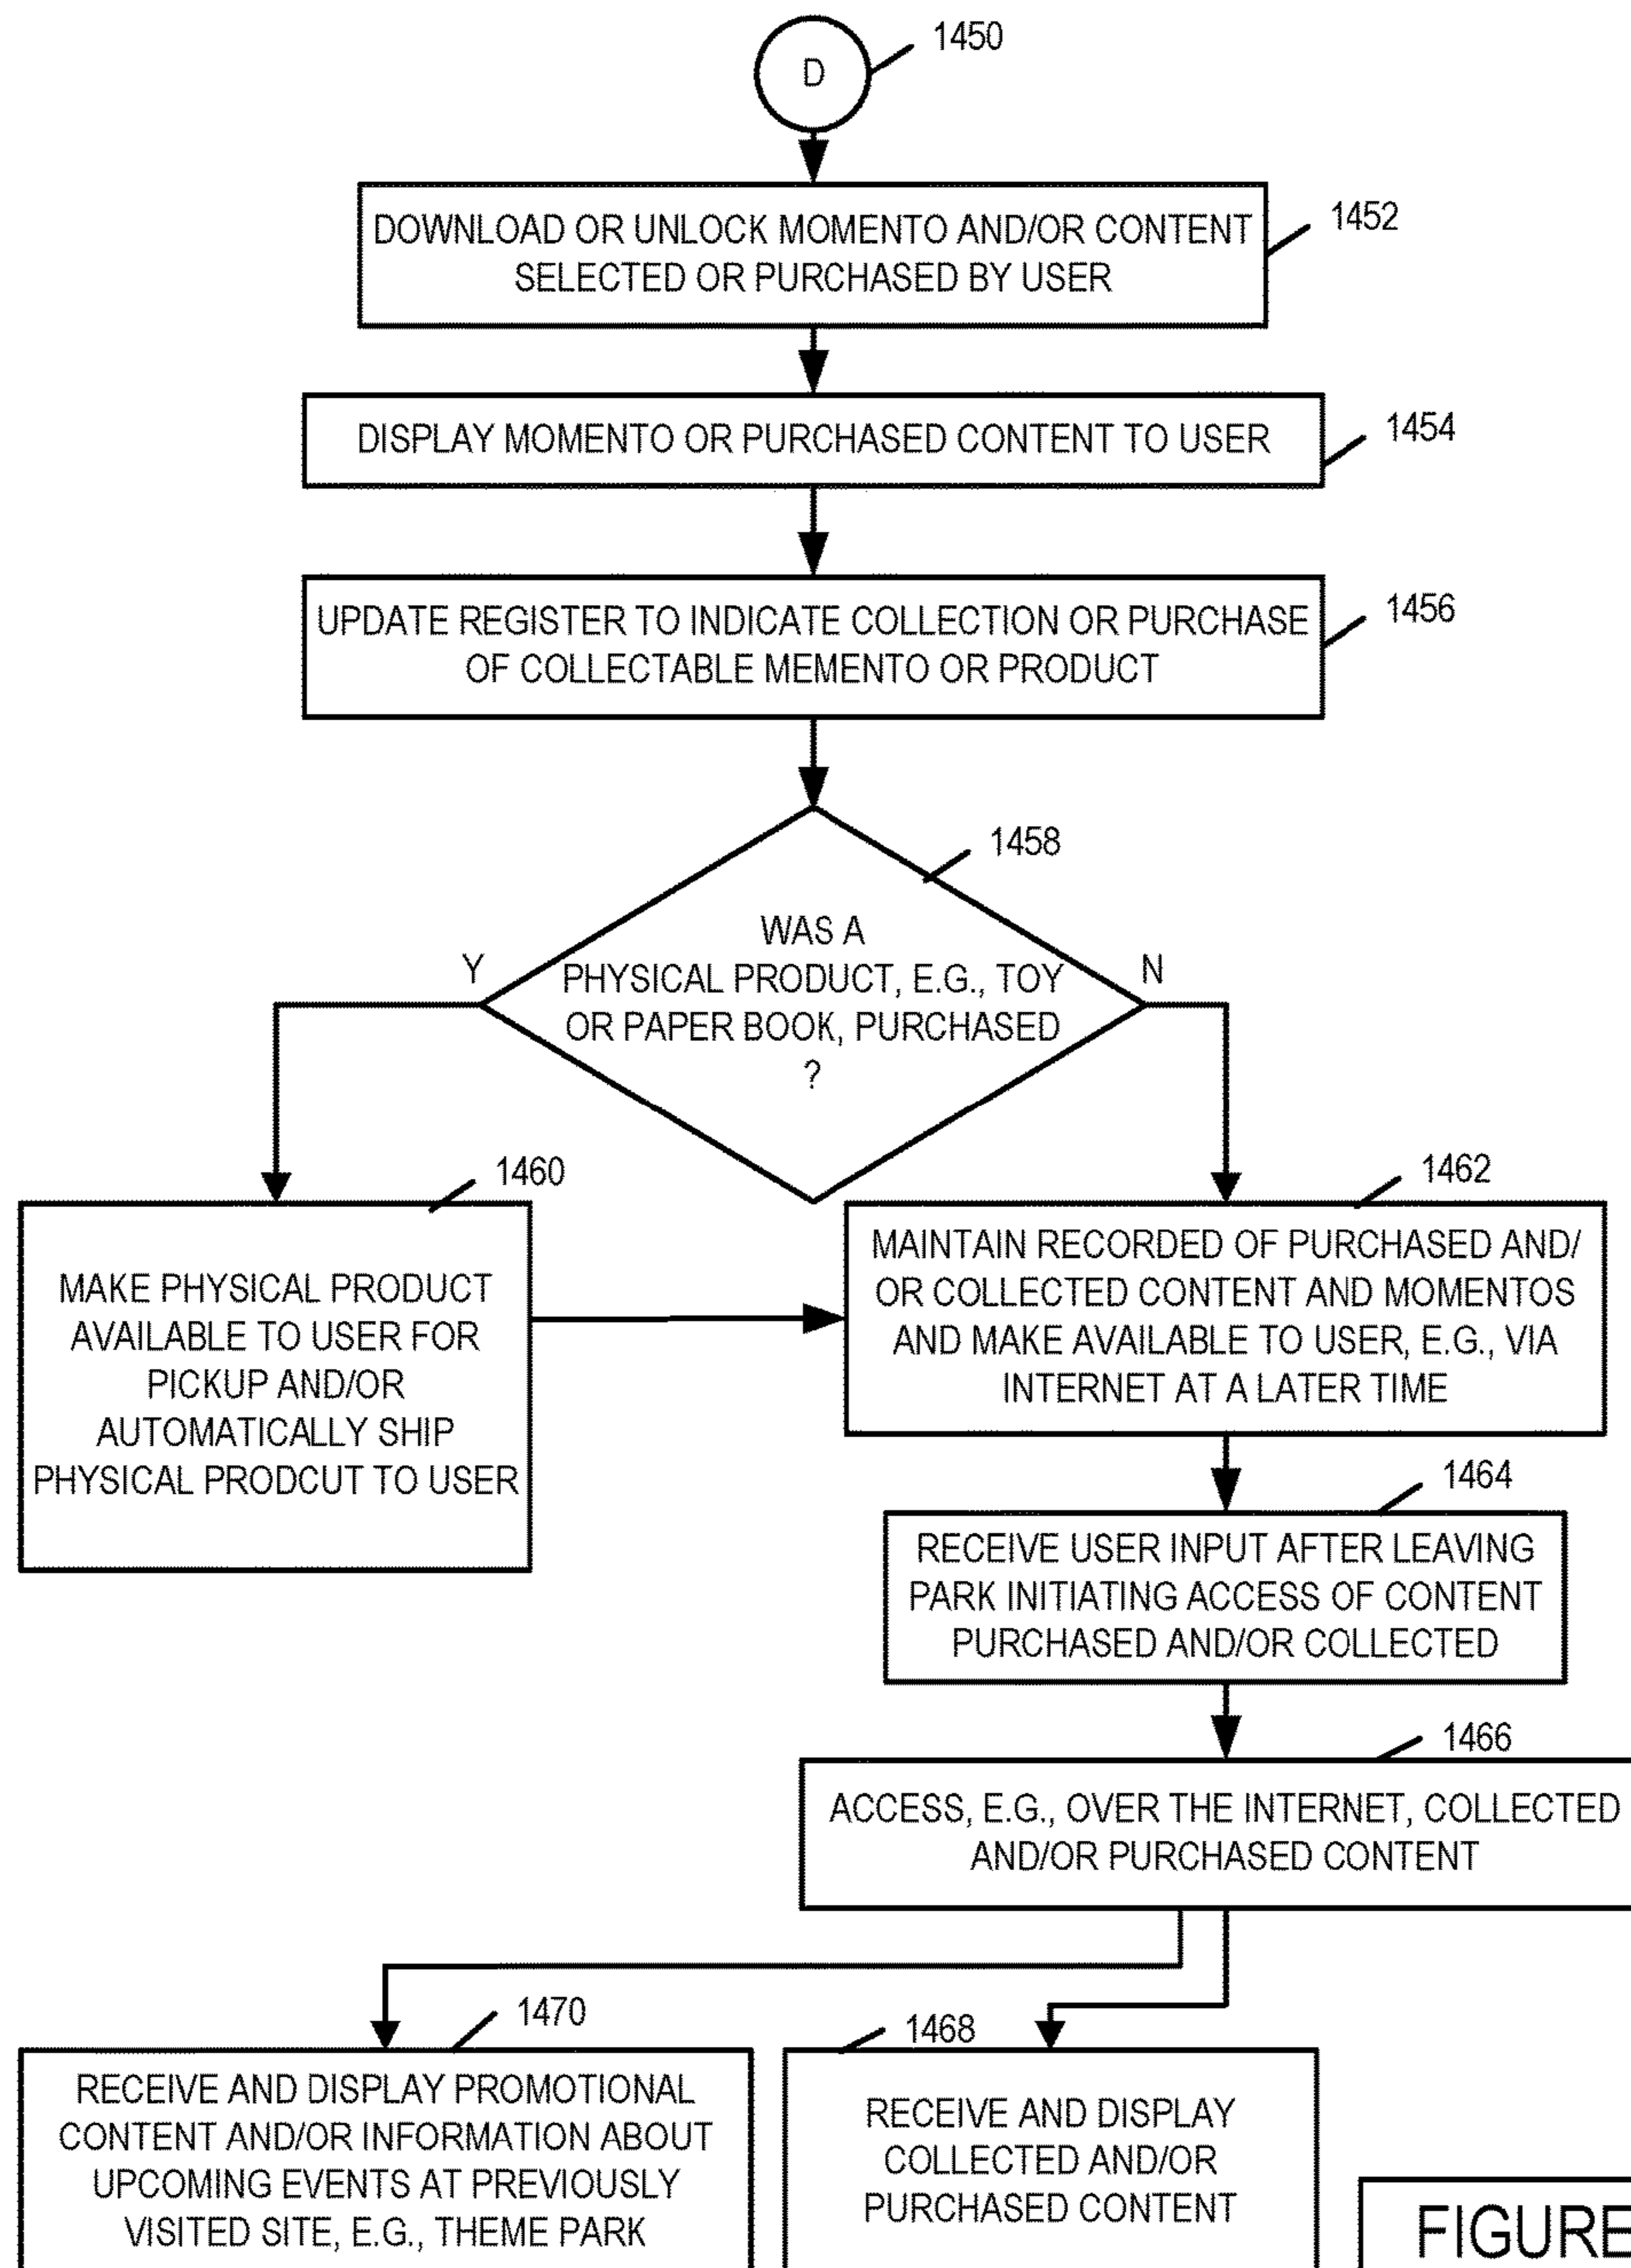 D
1450
DOWNLOAD OR UNLOCK MOMENTO AND/OR CONTENT
SELECTED OR PURCHASED BY USER
1452
DISPLAY MOMENTO OR PURCHASED CONTENT TO USER
1454
UPDATE REGISTER TO INDICATE COLLECTION OR PURCHASE
OF COLLECTABLE MEMENTO OR PRODUCT
1456
1458
WAS A
PHYSICAL PRODUCT, E.G., TOY
OR PAPER BOOK, PURCHASED
?
Y
N
1460
MAKE PHYSICAL PRODUCT
AVAILABLE TO USER FOR
PICKUP AND/OR
AUTOMATICALLY SHIP
PHYSICAL PRODCUT TO USER
1462
MAINTAIN RECORDED OF PURCHASED AND/
OR COLLECTED CONTENT AND MOMENTOS
AND MAKE AVAILABLE TO USER, E.G., VIA
INTERNET AT A LATER TIME
1464
RECEIVE USER INPUT AFTER LEAVING
PARK INITIATING ACCESS OF CONTENT
PURCHASED AND/OR COLLECTED
1466
ACCESS, E.G., OVER THE INTERNET, COLLECTED
AND/OR PURCHASED CONTENT
1470
RECEIVE AND DISPLAY PROMOTIONAL
CONTENT AND/OR INFORMATION ABOUT
UPCOMING EVENTS AT PREVIOUSLY
VISITED SITE, E.G., THEME PARK
1468
RECEIVE AND DISPLAY
COLLECTED AND/OR
PURCHASED CONTENT
FIGURE